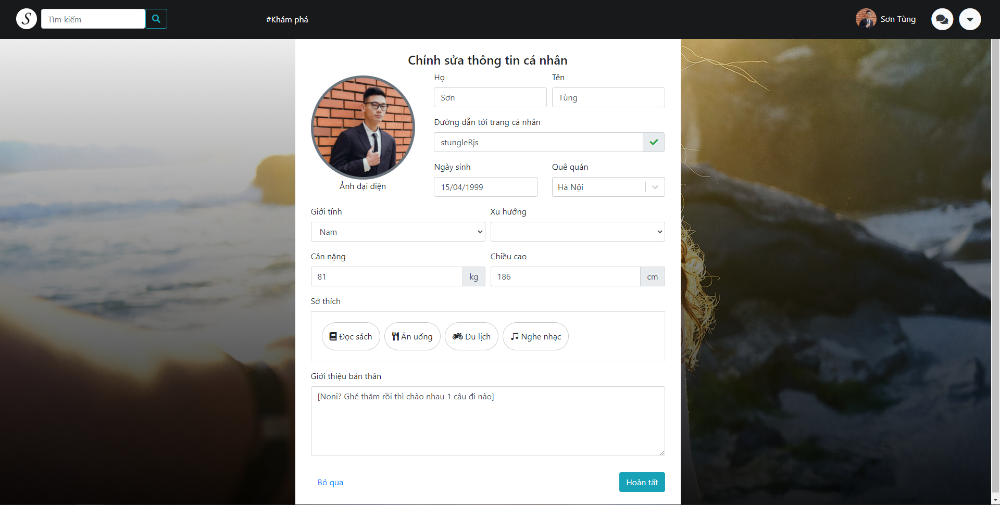 S Tìm kiếm #Khám phá Sơn Tùng
Chỉnh sửa thông tin cá nhân
Họ Tên
Sơn Tùng
Đường dẫn tới trang cá nhân
stungleRjs
Ngày sinh Quê quán
15/04/1999 Hà Nội
Ảnh đại diện
Giới tính Xu hướng
Nam
Cân nặng Chiều cao
81 kg 186 cm
Sở thích
Đọc sách Ăn uống Du lịch Nghe nhạc
Giới thiệu bản thân
[Noni? Ghé thăm rồi thì chào nhau 1 câu đi nào]
Bỏ qua Hoàn tất